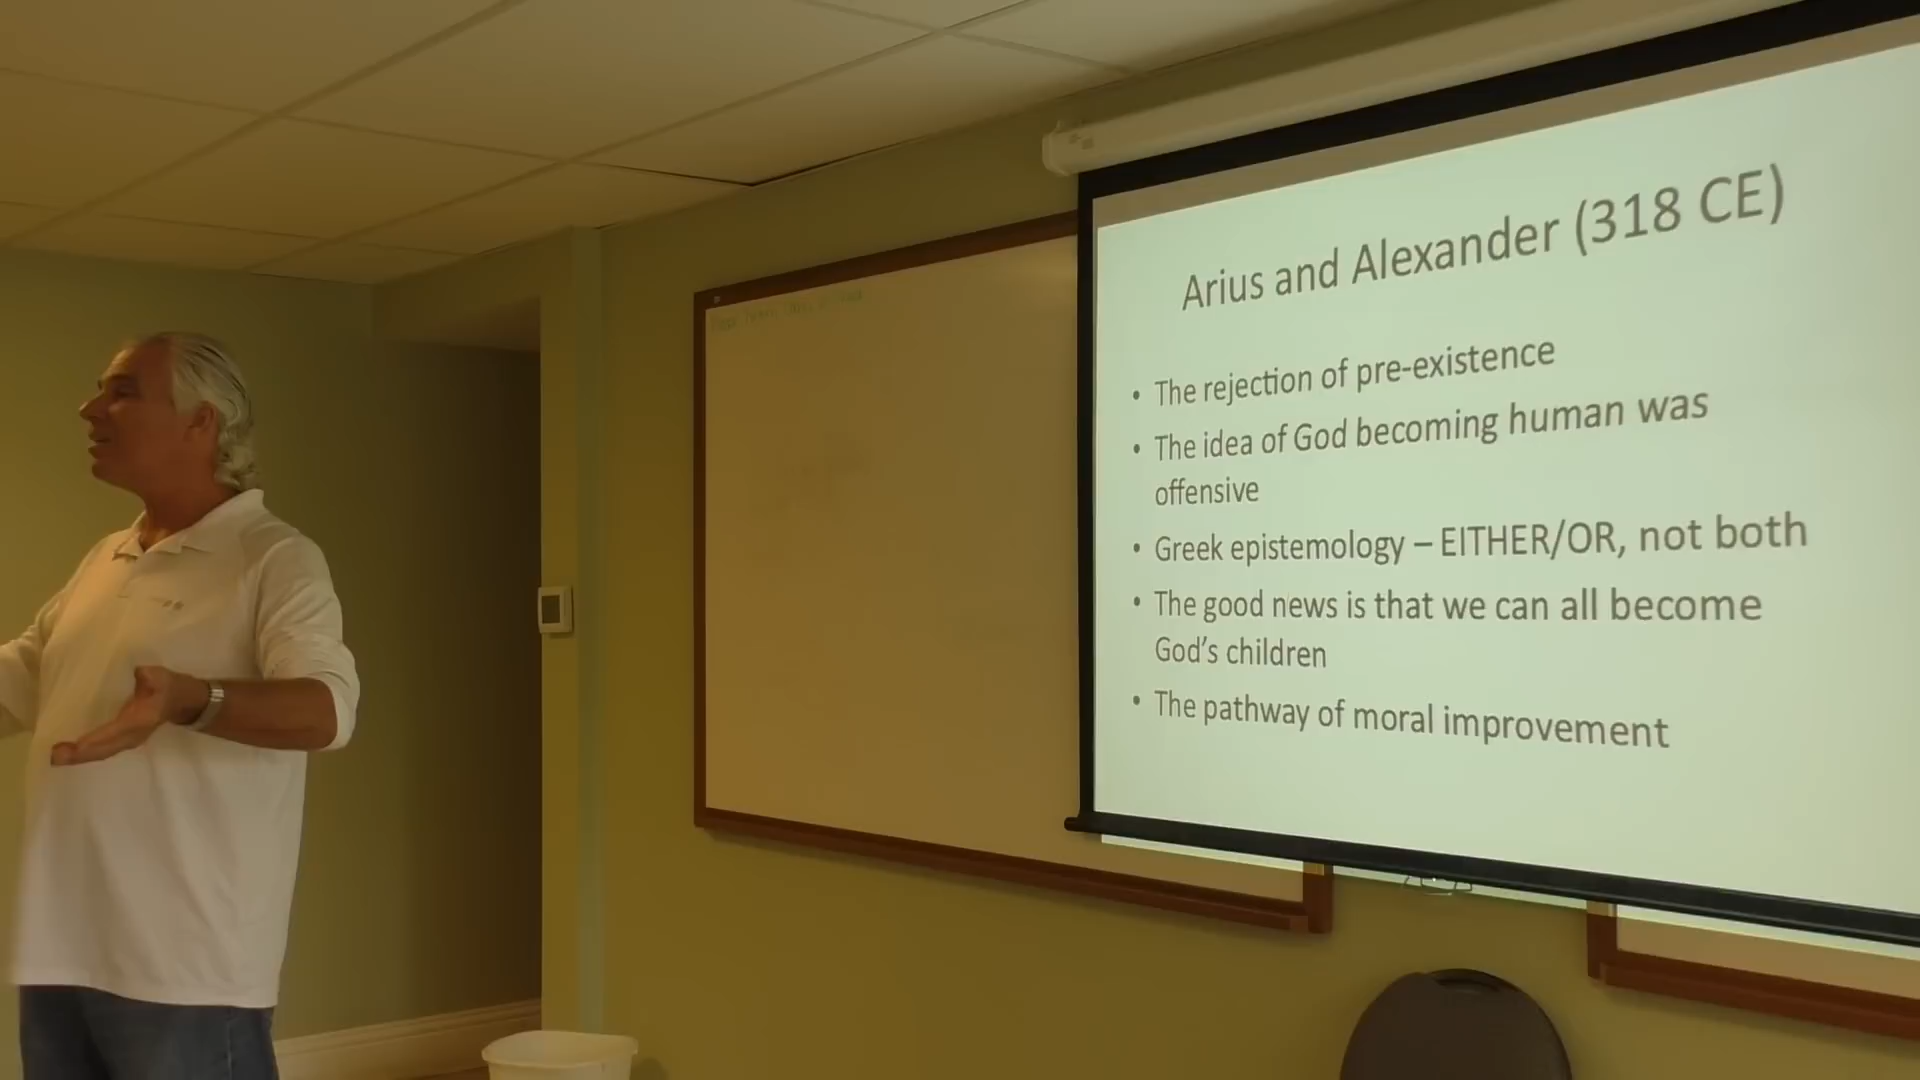 Arius and Alexander (318 CE)
• The rejection of pre-existence
• The idea of God becoming human was
offensive
• Greek epistemology – EITHER/OR, not both
• The good news is that we can all become
God's children
• The pathway of moral improvement